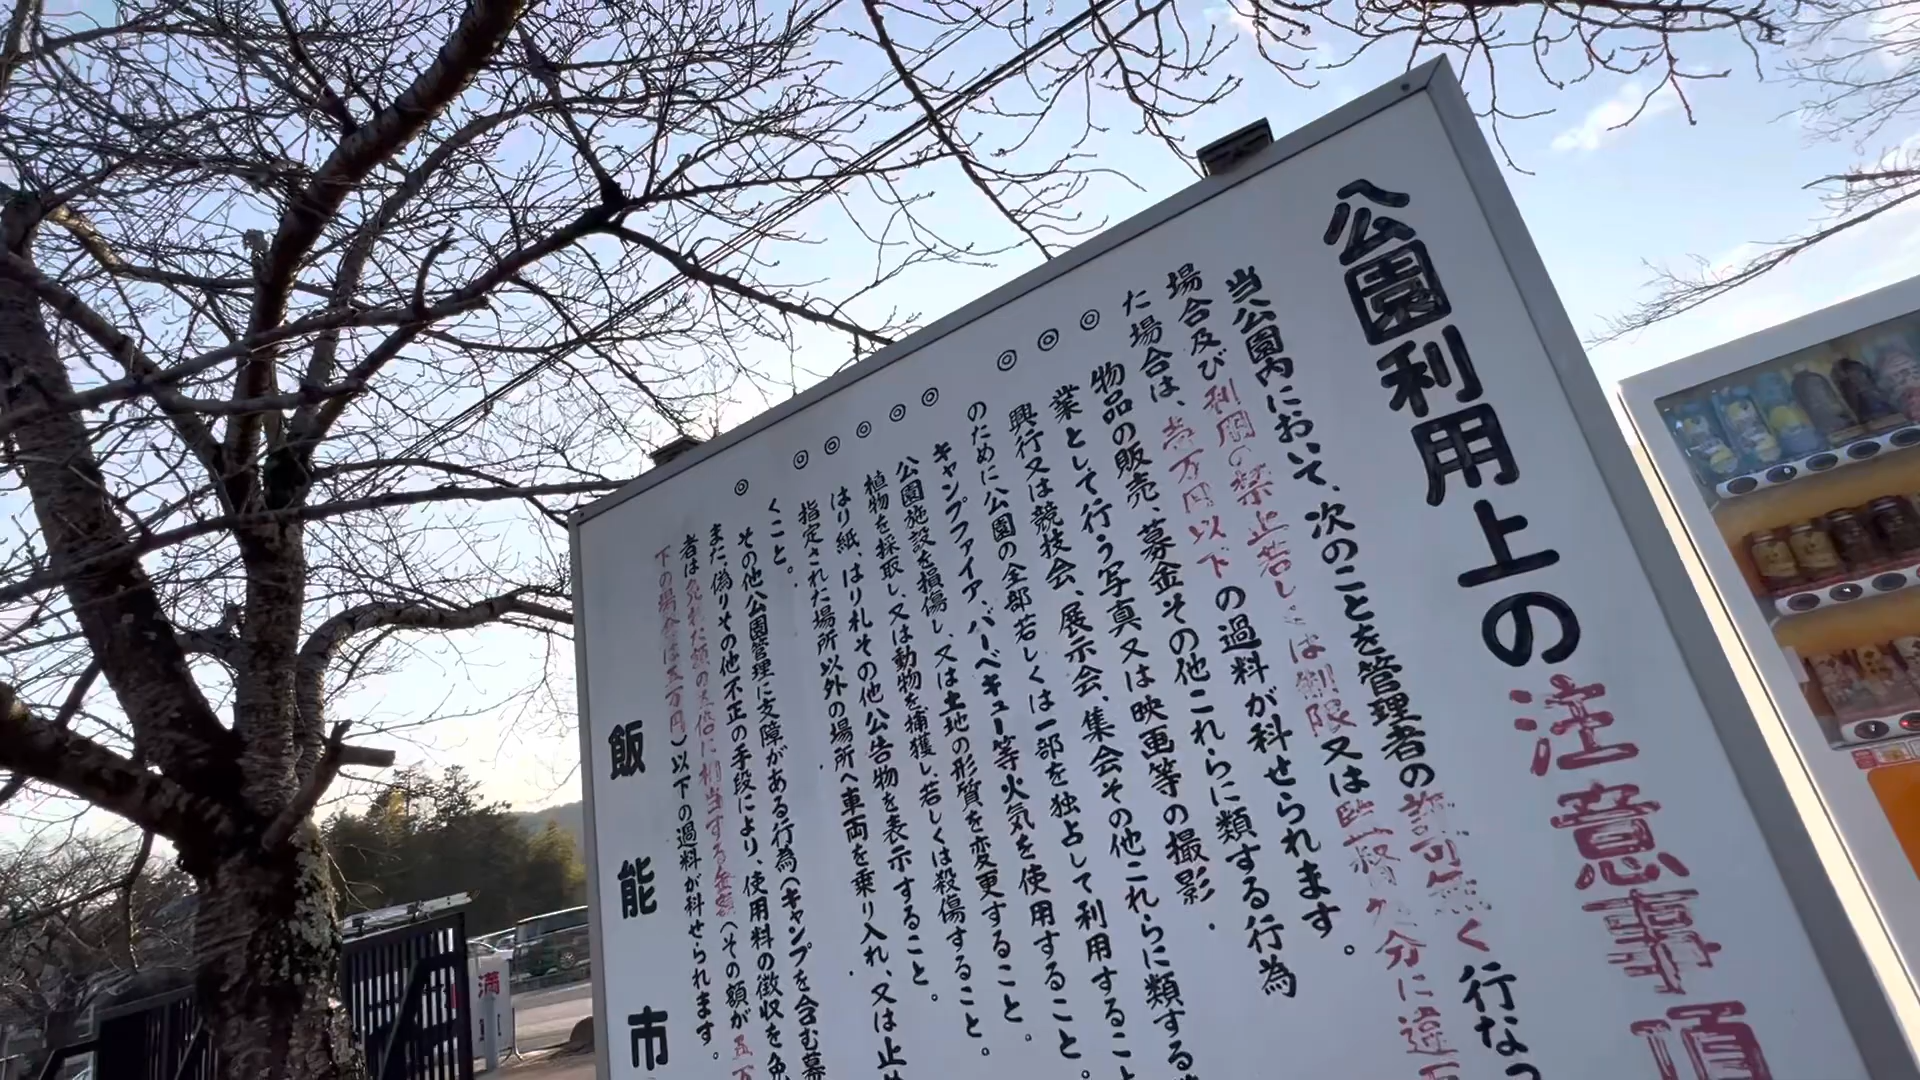 公園利用上の注意事項
当公園内において、次のことを管理者の許可無く行なっ
場合及び利用の禁止若しくは制限又は監督処分に違
た場合は、壱万円以下の過料が科せられます。
◎物品の販売、募金その他これらに類する行為
◎業として行う写真又は映画等の撮影
◎興行又は競技会、展示会、集会その他これらに類する
のために公園の全部若しくは一部を独占して利用すること
◎キャンプファイア、バーベキュー等火気を使用すること。
◎公園施設を損傷し、又は土地の形質を変更すること。
◎植物を採取し、又は動物を捕獲し、若しくは殺傷すること。
◎はり紙、はり札その他公告物を表示すること。
◎指定された場所以外の場所へ車両を乗り入れ、又は止め
くこと。
◎その他公園管理に支障がある行為(キャンプを含む
また、偽りその他不正の手段により、使用料の徴収を免
者は免れた額の五倍に相当する金額(その額が五万
下の場合は五万円)以下の過料が科せられます。
飯能市
満